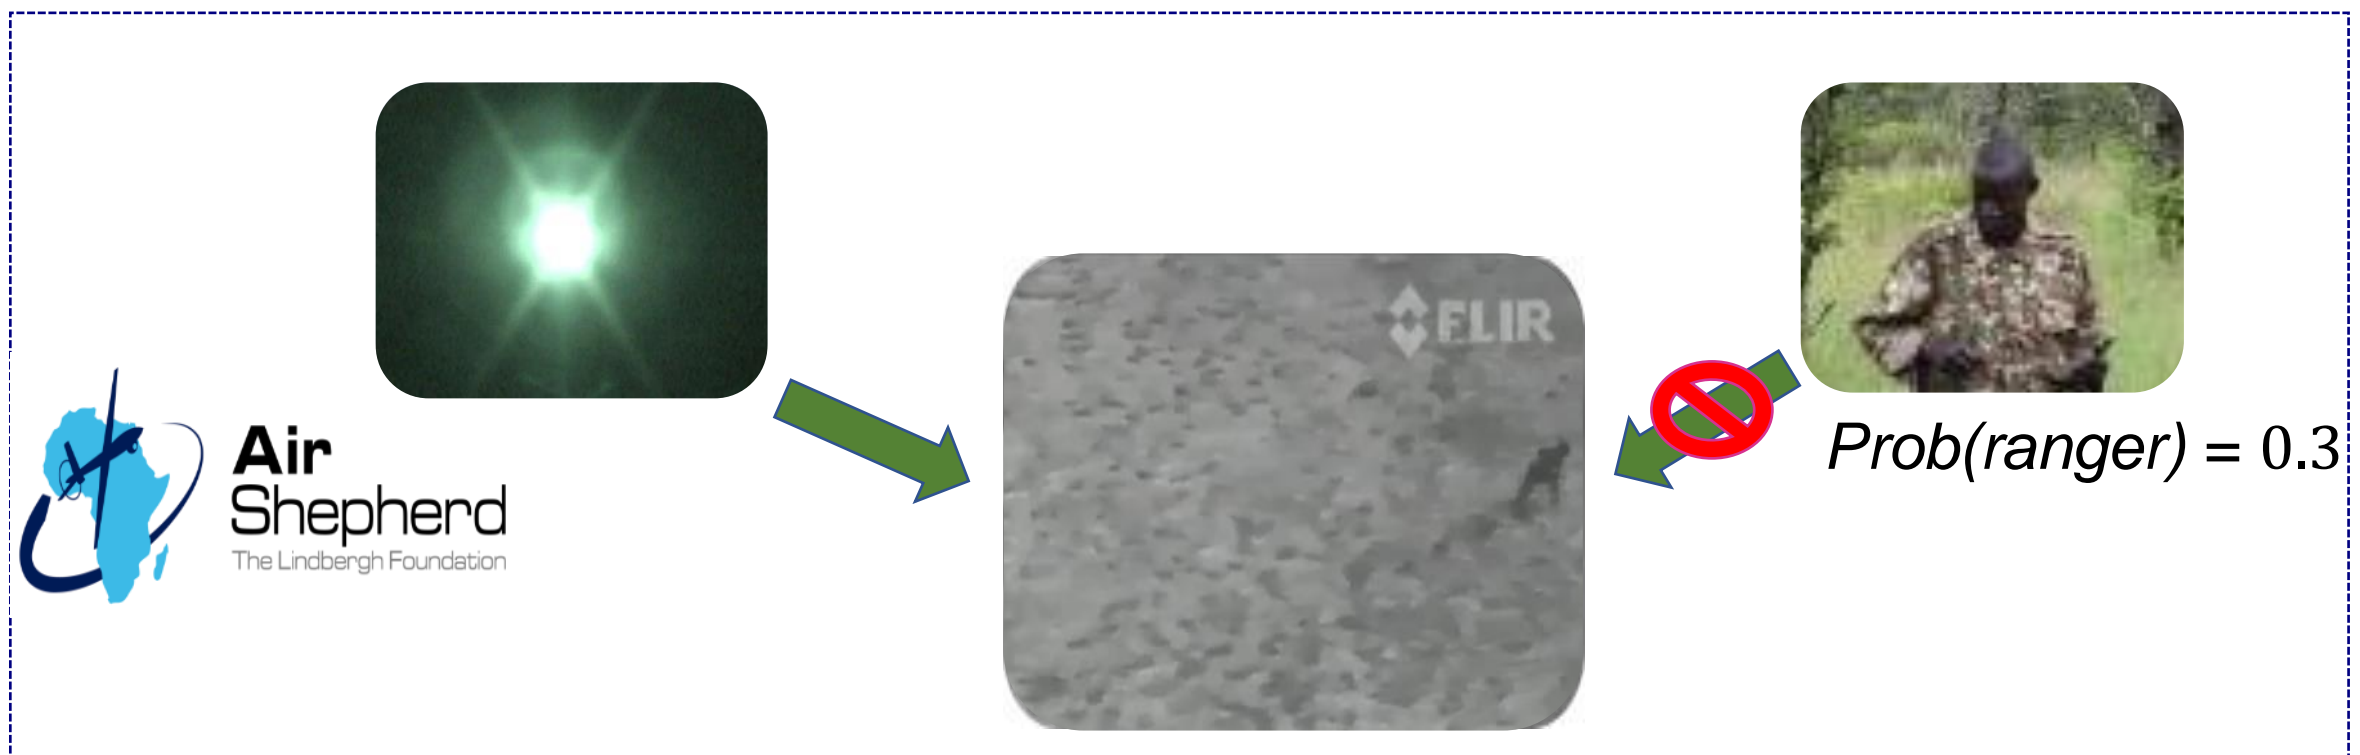 FLIR
Prob(ranger) = 0.3
Air
Shepherd
The Lindbergh Foundation